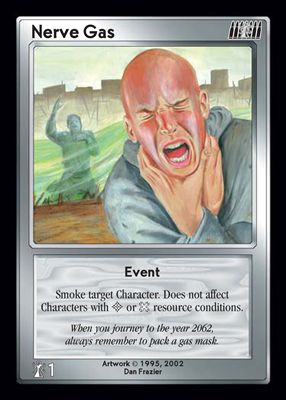 Nerve Gas
Event
Smoke target Character. Does not affect
Characters with or resource conditions.
When you journey to the year 2062,
always remember to pack a gas mask.
1
Artwork © 1995, 2002
Dan Frazier